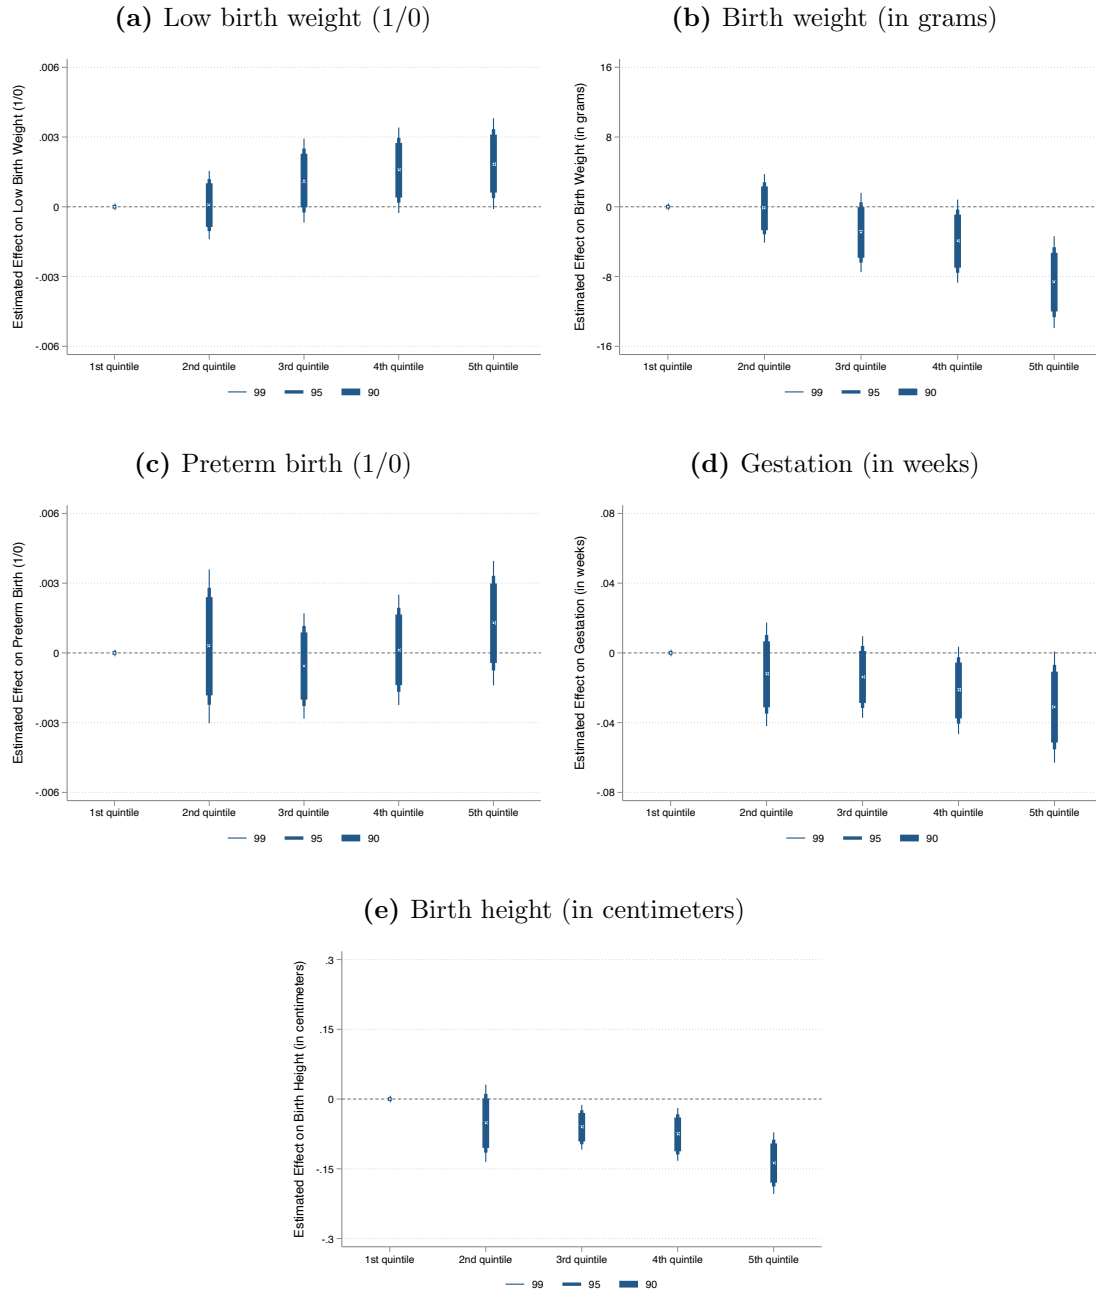 (a) Low birth weight (1/0)
Estimated Effect on Low Birth Weight (1/0)
.006
.003
0
-.003
-.006
1st quintile 2nd quintile 3rd quintile 4th quintile 5th quintile
99 95 90
(b) Birth weight (in grams)
Estimated Effect on Birth Weight (in grams)
16
8
0
-8
-16
1st quintile 2nd quintile 3rd quintile 4th quintile 5th quintile
99 95 90
(c) Preterm birth (1/0)
Estimated Effect on Preterm Birth (1/0)
.006
.003
0
-.003
-.006
1st quintile 2nd quintile 3rd quintile 4th quintile 5th quintile
99 95 90
(d) Gestation (in weeks)
Estimated Effect on Gestation (in weeks)
.08
.04
0
-.04
-.08
1st quintile 2nd quintile 3rd quintile 4th quintile 5th quintile
99 95 90
(e) Birth height (in centimeters)
Estimated Effect on Birth Height (in centimeters)
.3
.15
0
-.15
-.3
1st quintile 2nd quintile 3rd quintile 4th quintile 5th quintile
99 95 90